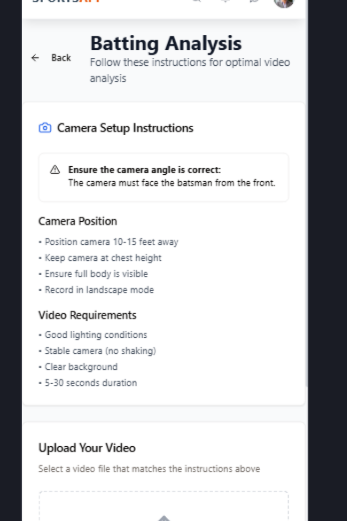 Batting Analysis
← Back
Follow these instructions for optimal video
analysis
Camera Setup Instructions
Ensure the camera angle is correct:
The camera must face the batsman from the front.
Camera Position
• Position camera 10-15 feet away
• Keep camera at chest height
• Ensure full body is visible
• Record in landscape mode
Video Requirements
• Good lighting conditions
• Stable camera (no shaking)
• Clear background
• 5-30 seconds duration
Upload Your Video
Select a video file that matches the instructions above